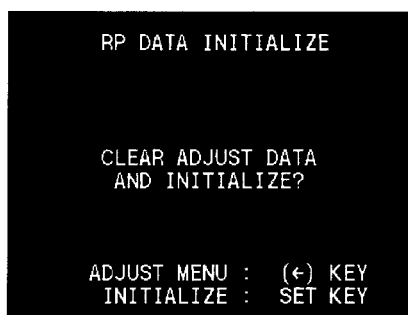 RP DATA INITIALIZE
CLEAR ADJUST DATA
AND INITIALIZE?
ADJUST MENU : (←) KEY
INITIALIZE : SET KEY